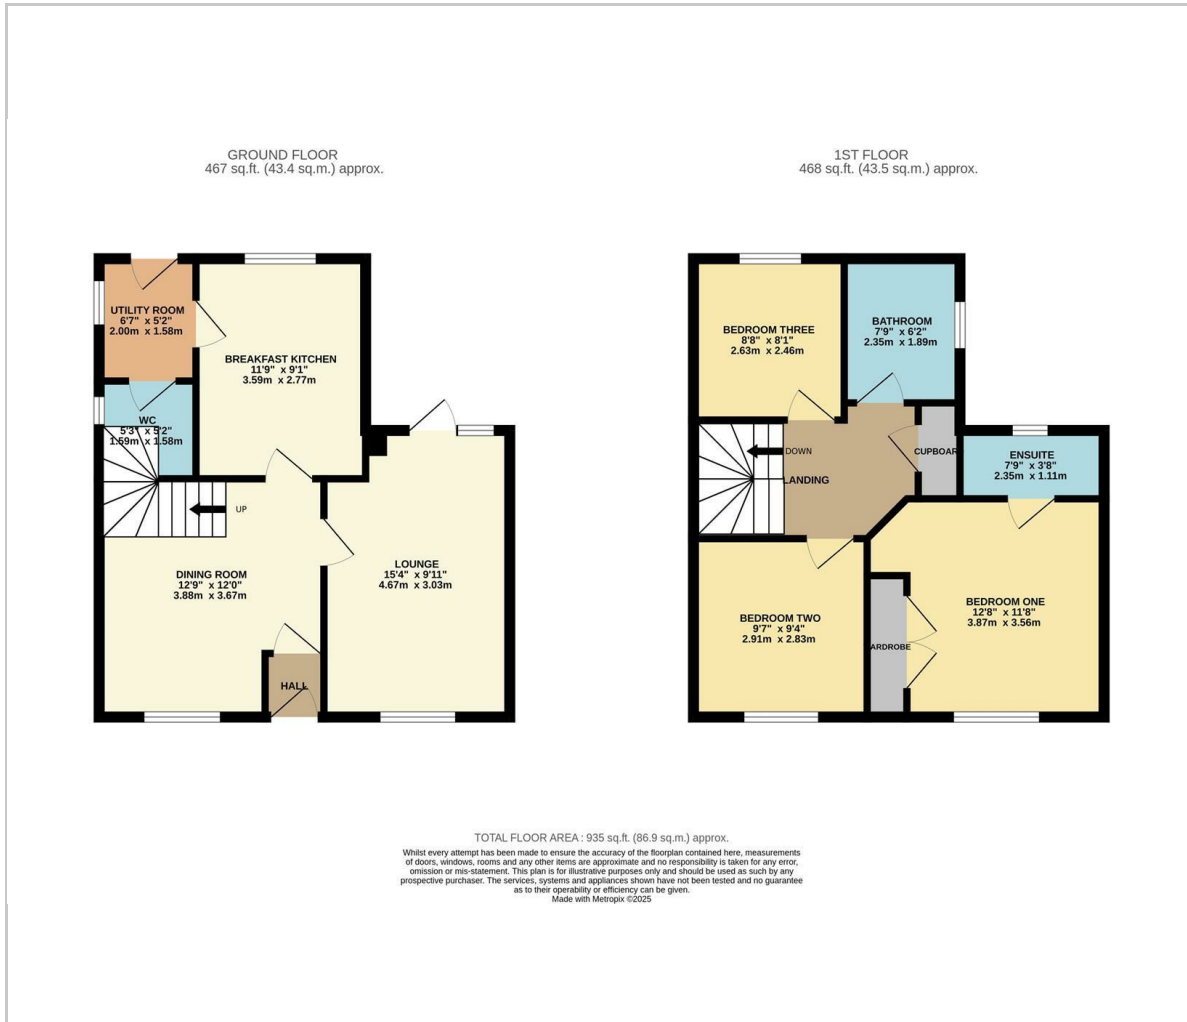 GROUND FLOOR
467 sq.ft. (43.4 sq.m.) approx.
UTILITY ROOM
6'7" x 5'2"
2.00m x 1.58m
BREAKFAST KITCHEN
11'9" x 9'1"
3.59m x 2.77m
WC
5'3" x 5'2"
1.59m x 1.58m
UP
DINING ROOM
12'9" x 12'0"
3.88m x 3.67m
LOUNGE
15'4" x 9'11"
4.67m x 3.03m
HALL
1ST FLOOR
468 sq.ft. (43.5 sq.m.) approx.
BEDROOM THREE
8'8" x 8'1"
2.63m x 2.46m
BATHROOM
7'9" x 6'2"
2.35m x 1.89m
DOWN
LANDING
CUPBOAR
ENSUITE
7'9" x 3'8"
2.35m x 1.11m
BEDROOM TWO
9'7" x 9'4"
2.91m x 2.83m
ARDROBE
BEDROOM ONE
12'8" x 11'8"
3.87m x 3.56m
TOTAL FLOOR AREA : 935 sq.ft. (86.9 sq.m.) approx.
Whilst every attempt has been made to ensure the accuracy of the floorplan contained here, measurements
of doors, windows, rooms and any other items are approximate and no responsibility is taken for any error,
omission or mis-statement. This plan is for illustrative purposes only and should be used as such by any
prospective purchaser. The services, systems and appliances shown have not been tested and no guarantee
as to their operability or efficiency can be given.
Made with Metropix ©2025